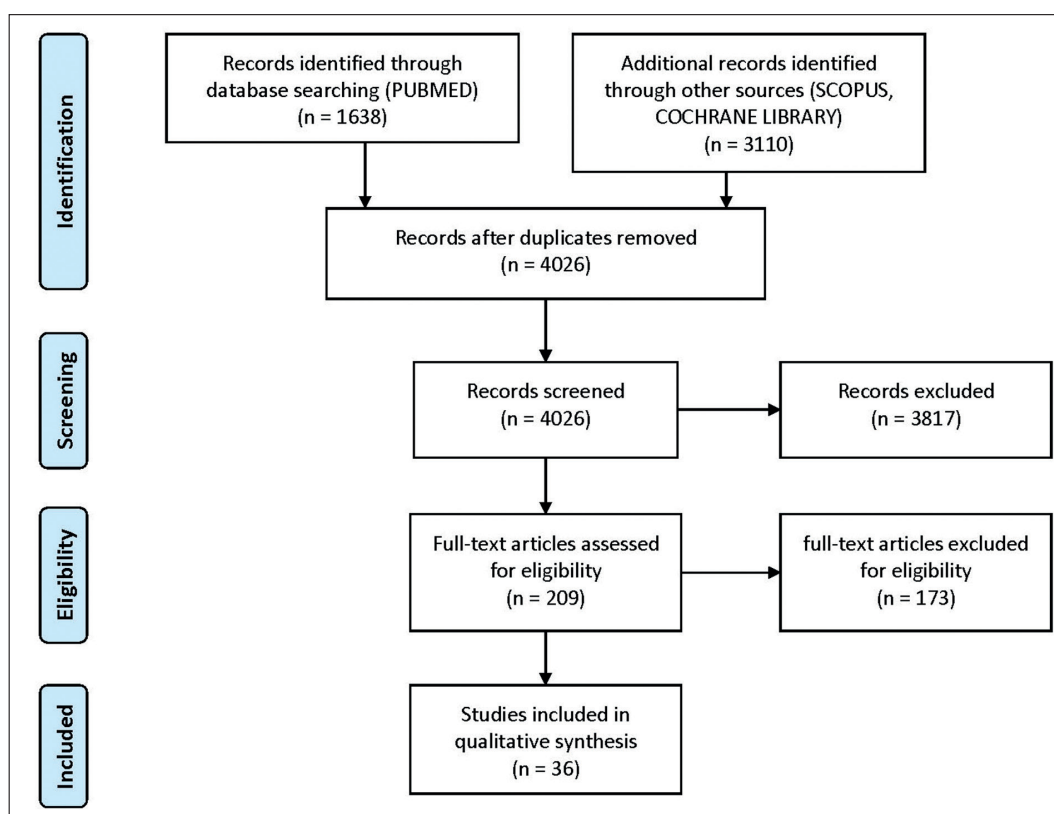 Identification
Records identified through
database searching (PUBMED)
(n = 1638)
Additional records identified
through other sources (SCOPUS,
COCHRANE LIBRARY)
(n = 3110)
Records after duplicates removed
(n = 4026)
Screening
Records screened
(n = 4026)
Records excluded
(n = 3817)
Eligibility
Full-text articles assessed
for eligibility
(n = 209)
full-text articles excluded
for eligibility
(n = 173)
Included
Studies included in
qualitative synthesis
(n = 36)